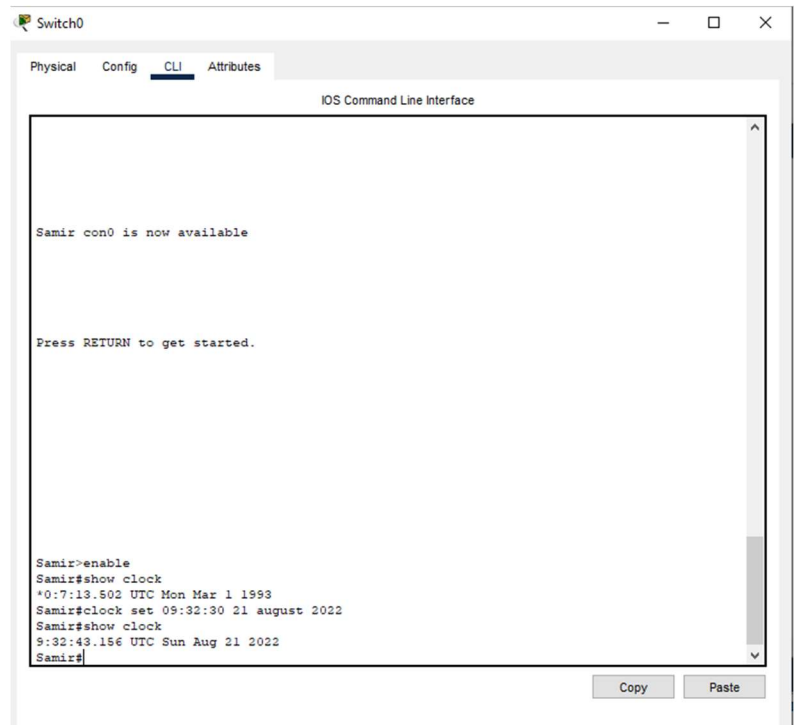 Switch0
Physical Config CLI Attributes
IOS Command Line Interface
Samir con0 is now available
Press RETURN to get started.
Samir>enable
Samir#show clock
*0:7:13.502 UTC Mon Mar 1 1993
Samir#clock set 09:32:30 21 august 2022
Samir#show clock
9:32:43.156 UTC Sun Aug 21 2022
Samir#
Copy Paste